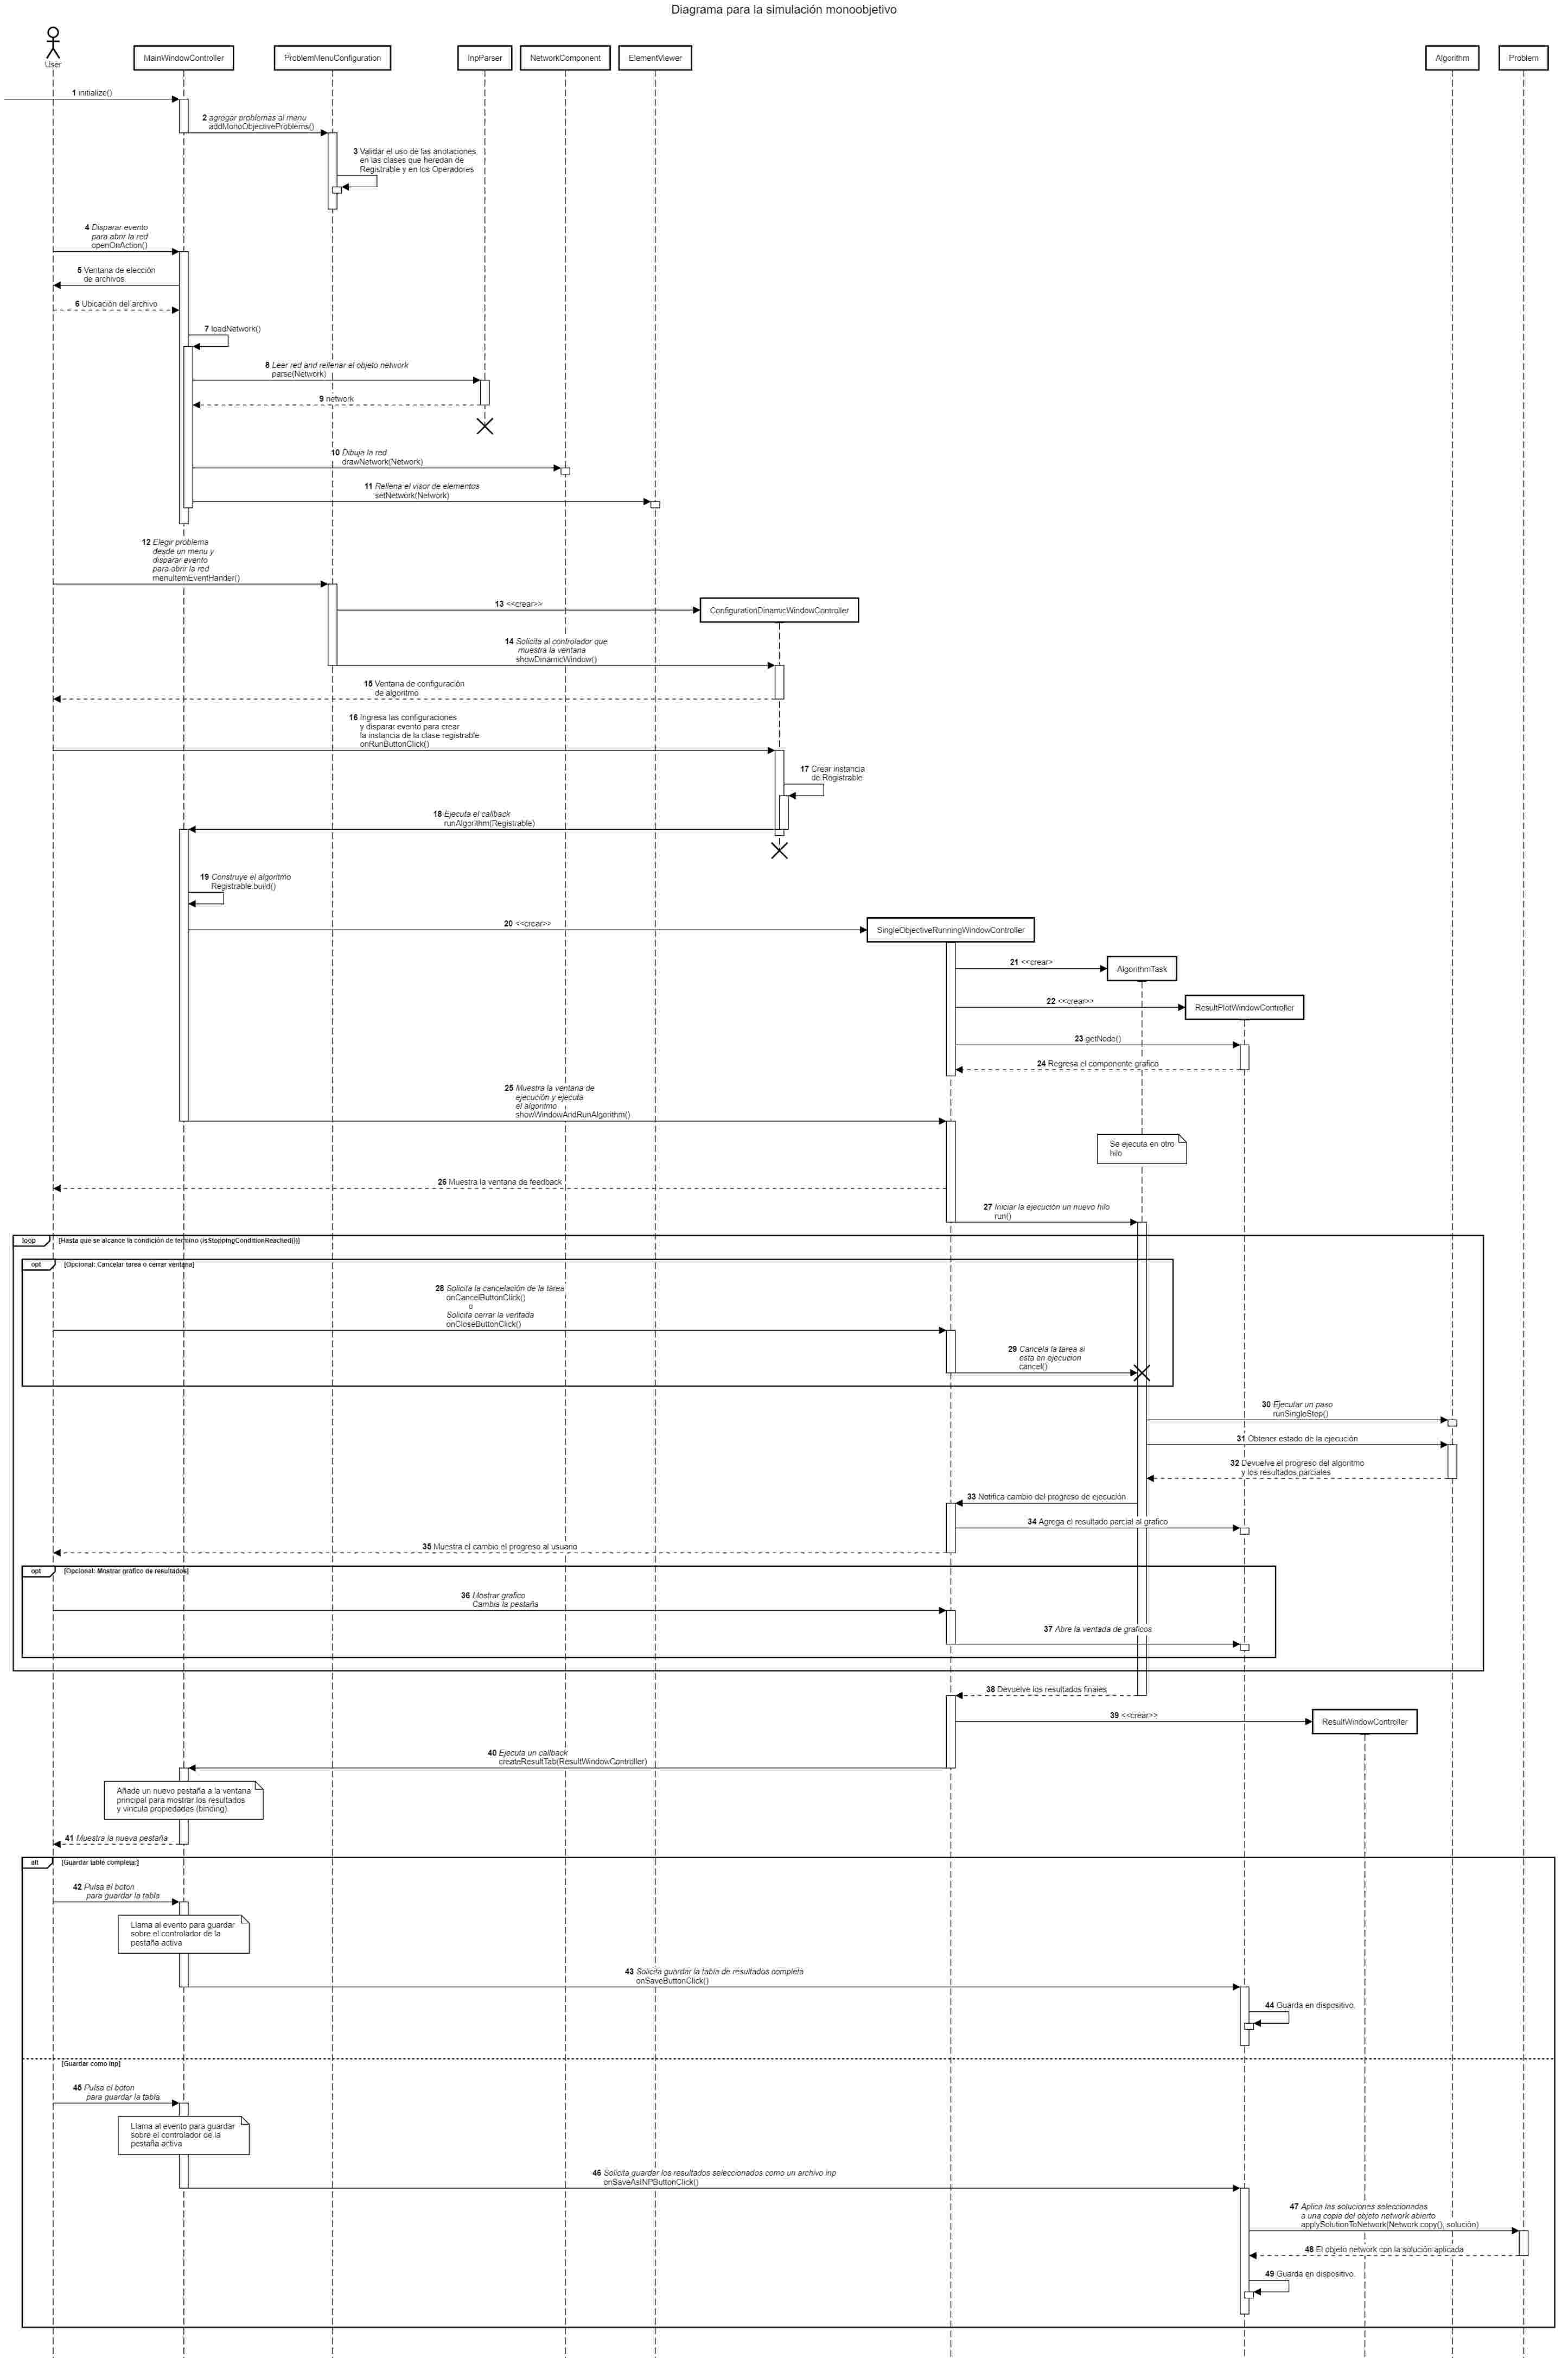 Diagrama para la simulación monoobjetivo
User
MainWindowController
ProblemMenuConfiguration
InpParser
NetworkComponent
ElementViewer
Algorithm
Problem
1 initialize()
2 agregar problemas al menu
addMonoObjectiveProblems()
3 Validar el uso de las anotaciones
en las clases que heredan de
Registrable y en los Operadores
4 Disparar evento
para abrir la red
openOnAction()
5 Ventana de elección
de archivos
6 Ubicación del archivo
7 loadNetwork()
8 Leer red and rellenar el objeto network
parse(Network)
9 network
10 Dibuja la red
drawNetwork(Network)
11 Rellena el visor de elementos
setNetwork(Network)
12 Elegir problema
desde un menu y
disparar evento
para abrir la red
menuItemEventHander()
13 <<crear>>
ConfigurationDinamicWindowController
14 Solicita al controlador que
muestra la ventana
showDinamicWindow()
15 Ventana de configuración
de algoritmo
16 Ingresa las configuraciones
y disparar evento para crear
la instancia de la clase registrable
onRunButtonClick()
17 Crear instancia
de Registrable
18 Ejecuta el callback
runAlgorithm(Registrable)
19 Construye el algoritmo
Registrable.build()
20 <<crear>>
SingleObjectiveRunningWindowController
21 <<crear>
AlgorithmTask
22 <<crear>>
ResultPlotWindowController
23 getNode()
24 Regresa el componente grafico
25 Muestra la ventana de
ejecución y ejecuta
el algoritmo
showWindowAndRunAlgorithm()
Se ejecuta en otro
hilo
26 Muestra la ventana de feedback
27 Iniciar la ejecución un nuevo hilo
run()
loop [Hasta que se alcance la condición de termino (isStoppingConditionReached())]
opt [Opcional: Cancelar tarea o cerrar ventana]
28 Solicita la cancelación de la tarea
onCancelButtonClick()
o
Solicita cerrar la ventada
onCloseButtonClick()
29 Cancela la tarea si
esta en ejecucion
cancel()
30 Ejecutar un paso
runSingleStep()
31 Obtener estado de la ejecución
32 Devuelve el progreso del algoritmo
y los resultados parciales
33 Notifica cambio del progreso de ejecución
34 Agrega el resultado parcial al grafico
35 Muestra el cambio el progreso al usuario
opt [Opcional: Mostrar grafico de resultados]
36 Mostrar grafico
Cambia la pestaña
37 Abre la ventada de graficos
38 Devuelve los resultados finales
39 <<crear>>
ResultWindowController
40 Ejecuta un callback
createResultTab(ResultWindowController)
Añade un nuevo pestaña a la ventana
principal para mostrar los resultados
y vincula propiedades (binding).
41 Muestra la nueva pestaña
alt [Guardar table completa:]
42 Pulsa el boton
para guardar la tabla
Llama al evento para guardar
sobre el controlador de la
pestaña activa
43 Solicita guardar la tabla de resultados completa
onSaveButtonClick()
44 Guarda en dispositivo.
[Guardar como inp]
45 Pulsa el boton
para guardar la tabla
Llama al evento para guardar
sobre el controlador de la
pestaña activa
46 Solicita guardar los resultados seleccionados como un archivo inp
onSaveAsINPButtonClick()
47 Aplica las soluciones seleccionadas
a una copia del objeto network abierto
applySolutionToNetwork(Network.copy(), solución)
48 El objeto network con la solución aplicada
49 Guarda en dispositivo.